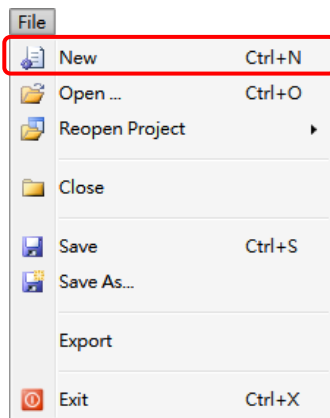 File
New Ctrl+N
Open ... Ctrl+O
Reopen Project
Close
Save Ctrl+S
Save As...
Export
Exit Ctrl+X